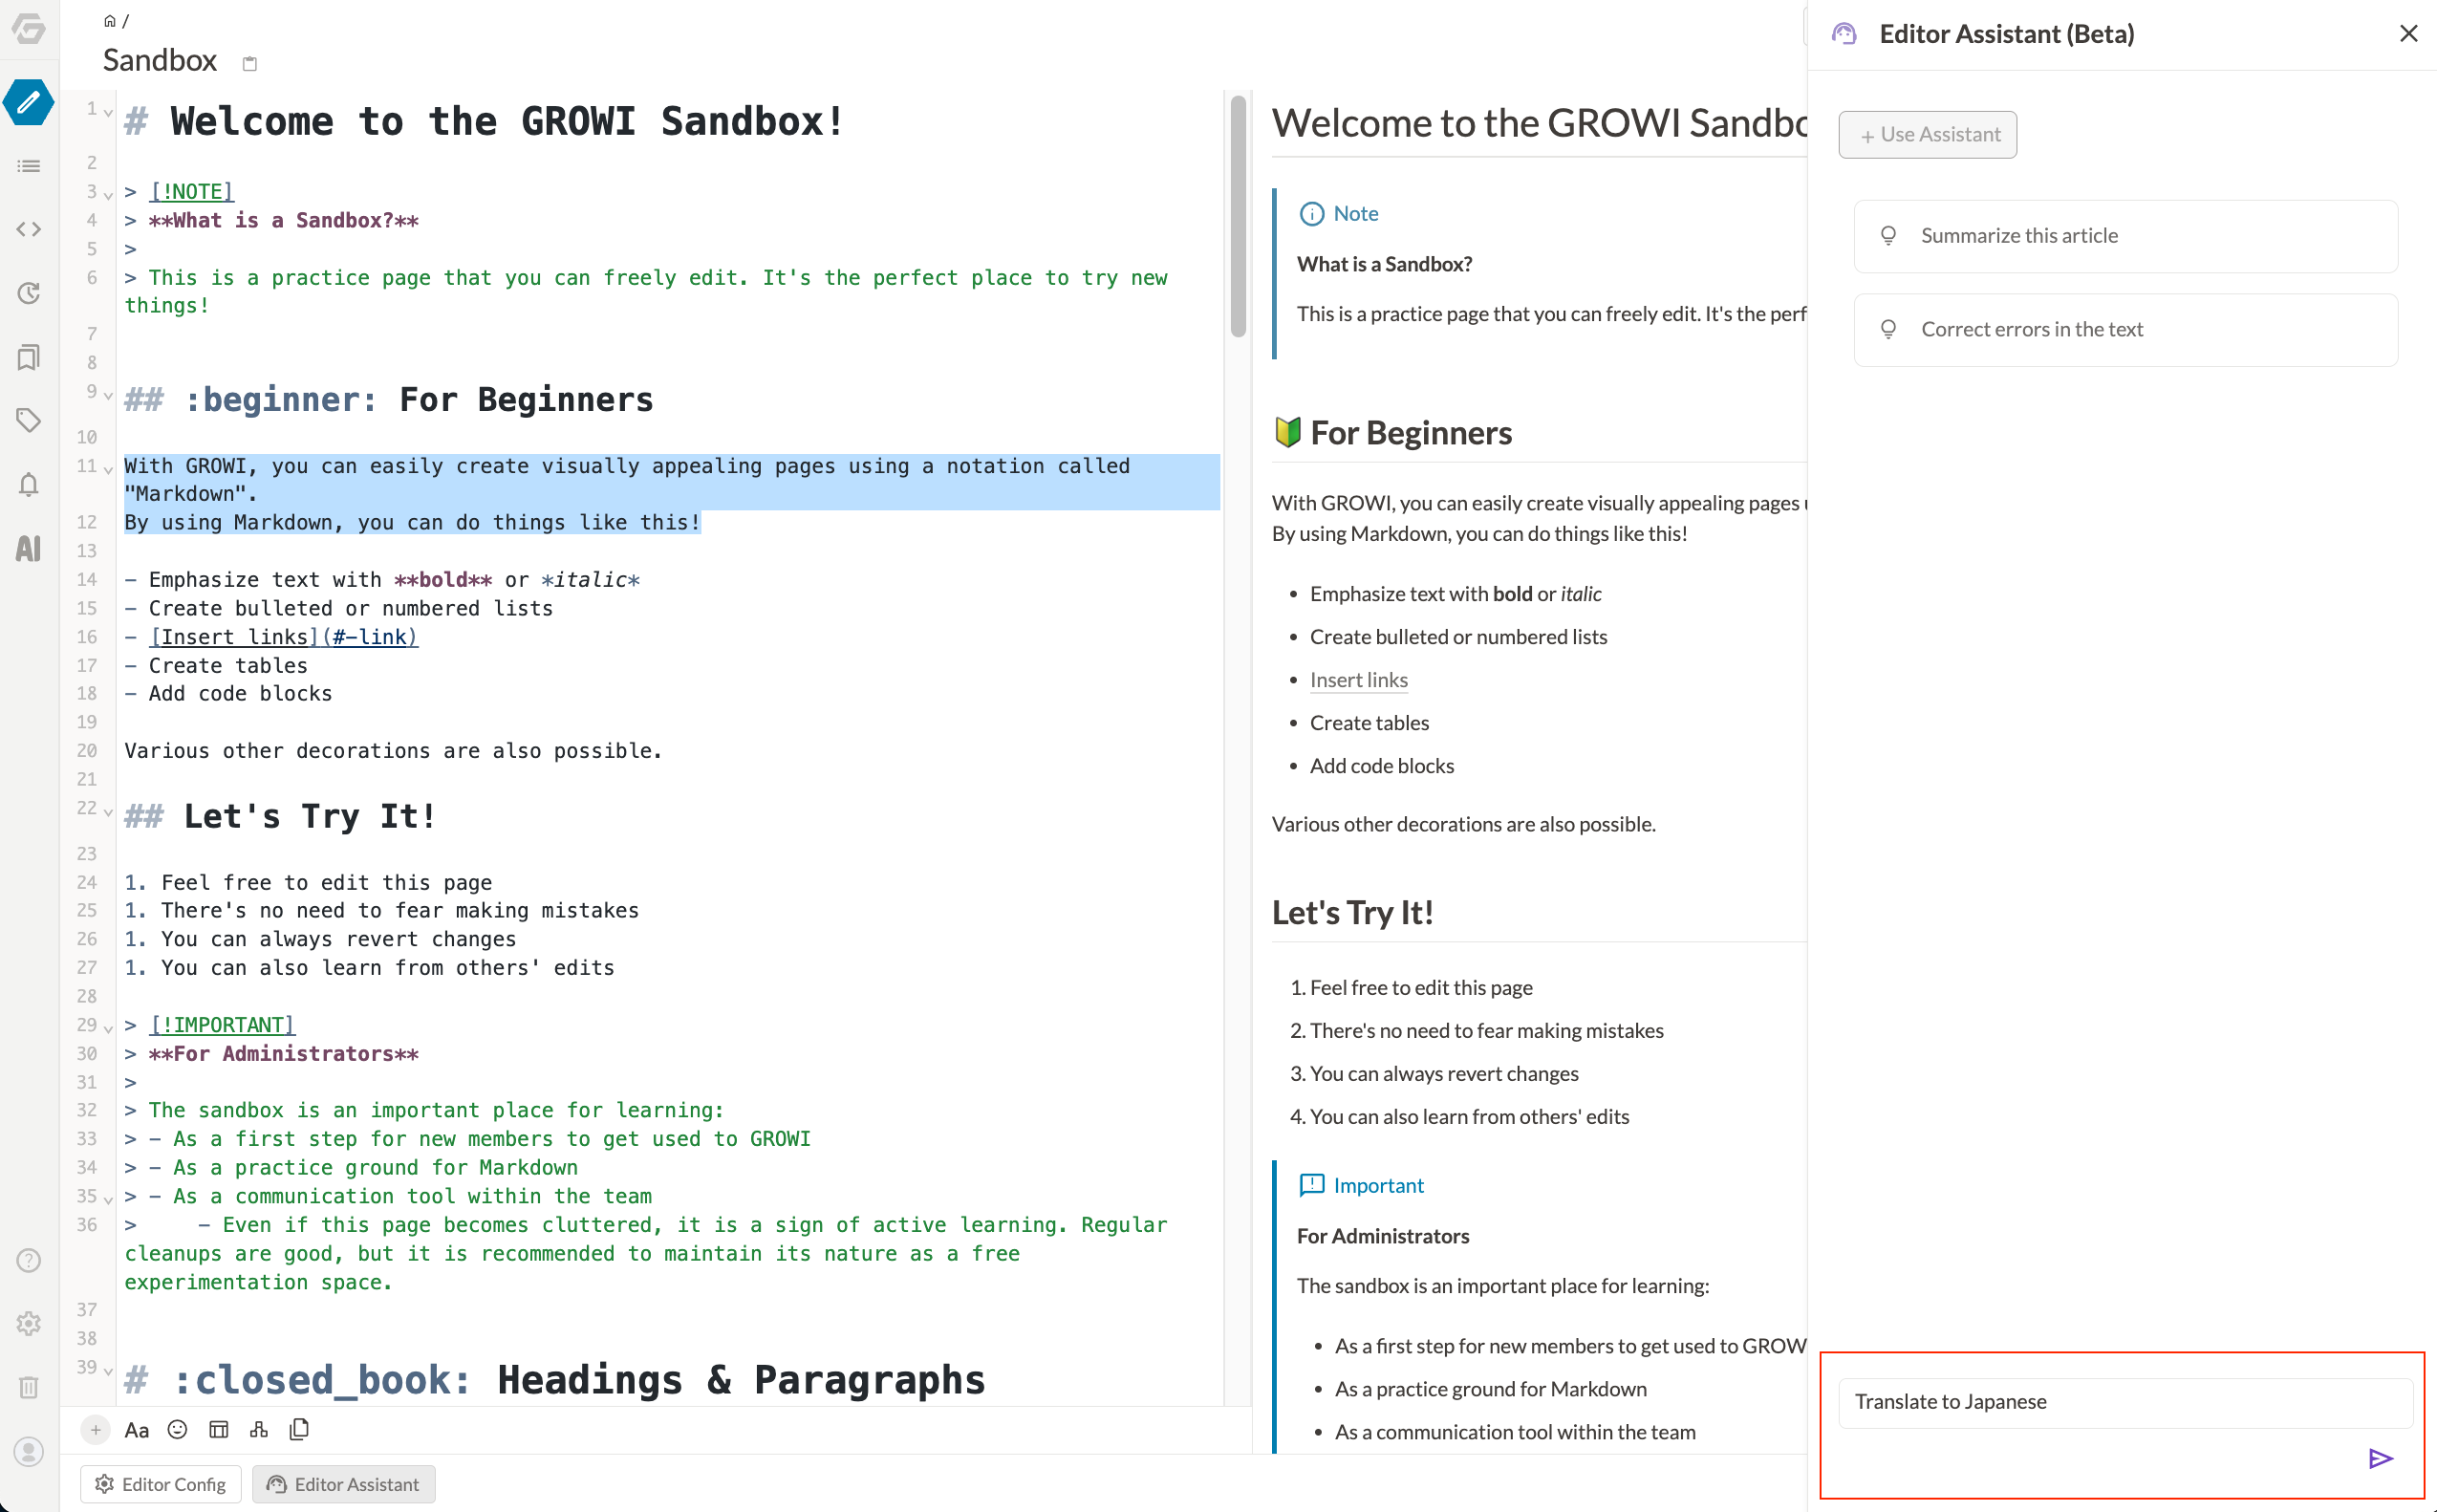 /
Sandbox
1 # Welcome to the GROWI Sandbox!
2
3 > [!NOTE]
4 > **What is a Sandbox?**
5 >
6 > This is a practice page that you can freely edit. It's the perfect place to try new
things!
7
8
9 ## :beginner: For Beginners
10
11 With GROWI, you can easily create visually appealing pages using a notation called
"Markdown".
12 By using Markdown, you can do things like this!
13
14 - Emphasize text with **bold** or *italic*
15 - Create bulleted or numbered lists
16 - [Insert links](#-link)
17 - Create tables
18 - Add code blocks
19
20 Various other decorations are also possible.
21
22 ## Let's Try It!
23
24 1. Feel free to edit this page
25 1. There's no need to fear making mistakes
26 1. You can always revert changes
27 1. You can also learn from others' edits
28
29 > [!IMPORTANT]
30 > **For Administrators**
31 >
32 > The sandbox is an important place for learning:
33 > - As a first step for new members to get used to GROWI
34 > - As a practice ground for Markdown
35 > - As a communication tool within the team
36 >     - Even if this page becomes cluttered, it is a sign of active learning. Regular
cleanups are good, but it is recommended to maintain its nature as a free
experimentation space.
37
38
39 # :closed_book: Headings & Paragraphs
AI
Aa
Editor Config
Editor Assistant
Welcome to the GROWI Sandbo
Note
What is a Sandbox?
This is a practice page that you can freely edit. It's the perf
For Beginners
With GROWI, you can easily create visually appealing pages
By using Markdown, you can do things like this!
• Emphasize text with bold or italic
• Create bulleted or numbered lists
• Insert links
• Create tables
• Add code blocks
Various other decorations are also possible.
Let's Try It!
1. Feel free to edit this page
2. There's no need to fear making mistakes
3. You can always revert changes
4. You can also learn from others' edits
Important
For Administrators
The sandbox is an important place for learning:
• As a first step for new members to get used to GROW
• As a practice ground for Markdown
• As a communication tool within the team
Editor Assistant (Beta)
+ Use Assistant
Summarize this article
Correct errors in the text
Translate to Japanese